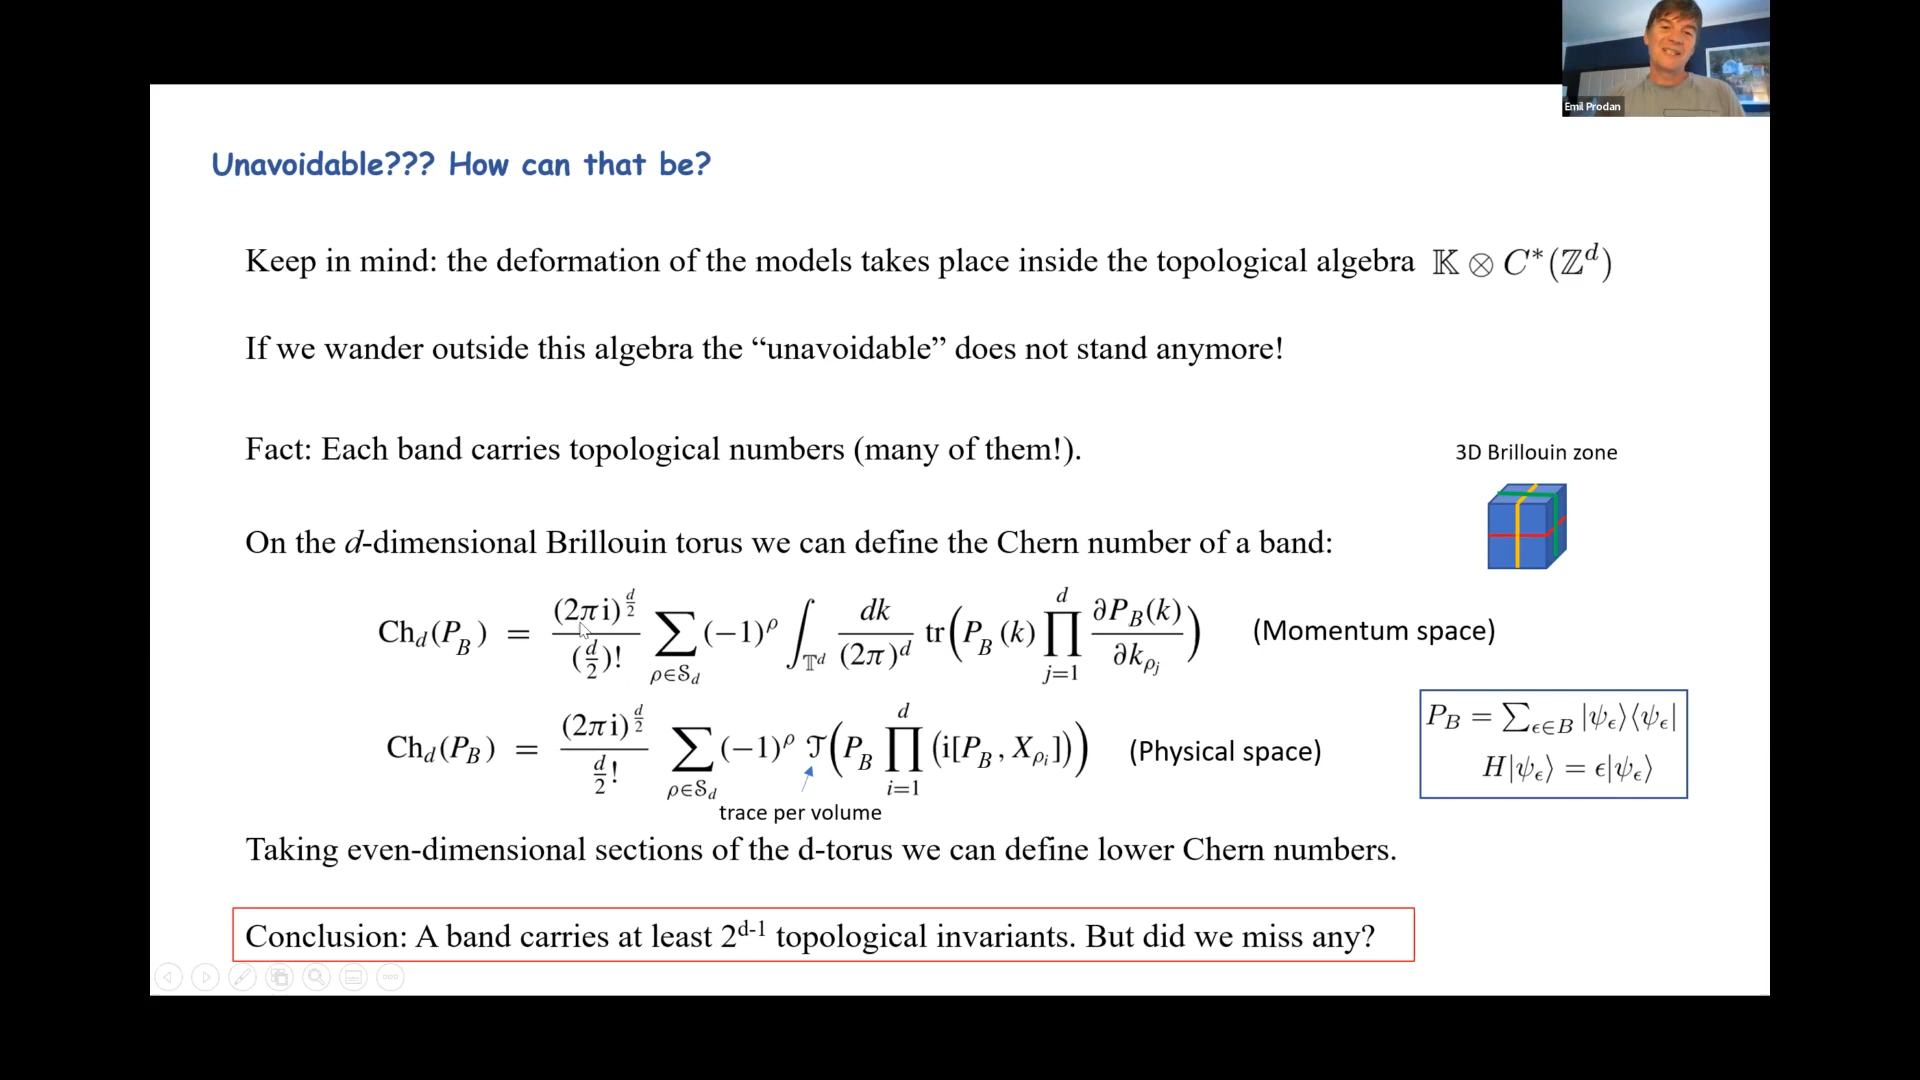 Emil Prodan
Unavoidable??? How can that be?
Keep in mind: the deformation of the models takes place inside the topological algebra 𝕂 ⊗ C*(ℤ^d)
If we wander outside this algebra the “unavoidable” does not stand anymore!
Fact: Each band carries topological numbers (many of them!).
3D Brillouin zone
On the d-dimensional Brillouin torus we can define the Chern number of a band:
Ch_d(P_B) = (2πi)^{d/2} / (d/2)! ∑_{ρ∈S_d} (−1)^ρ ∫_{𝕋^d} dk/(2π)^d tr(P_B(k) ∏_{j=1}^{d} ∂P_B(k)/∂k_{ρ_j}) (Momentum space)
Ch_d(P_B) = (2πi)^{d/2} / d/2! ∑_{ρ∈S_d} (−1)^ρ 𝒯(P_B ∏_{i=1}^{d} (i[P_B, X_{ρ_i}])) (Physical space)
P_B = ∑_{ϵ∈B} |ψ_ϵ⟩⟨ψ_ϵ|
H|ψ_ϵ⟩ = ϵ|ψ_ϵ⟩
trace per volume
Taking even-dimensional sections of the d-torus we can define lower Chern numbers.
Conclusion: A band carries at least 2^{d-1} topological invariants. But did we miss any?